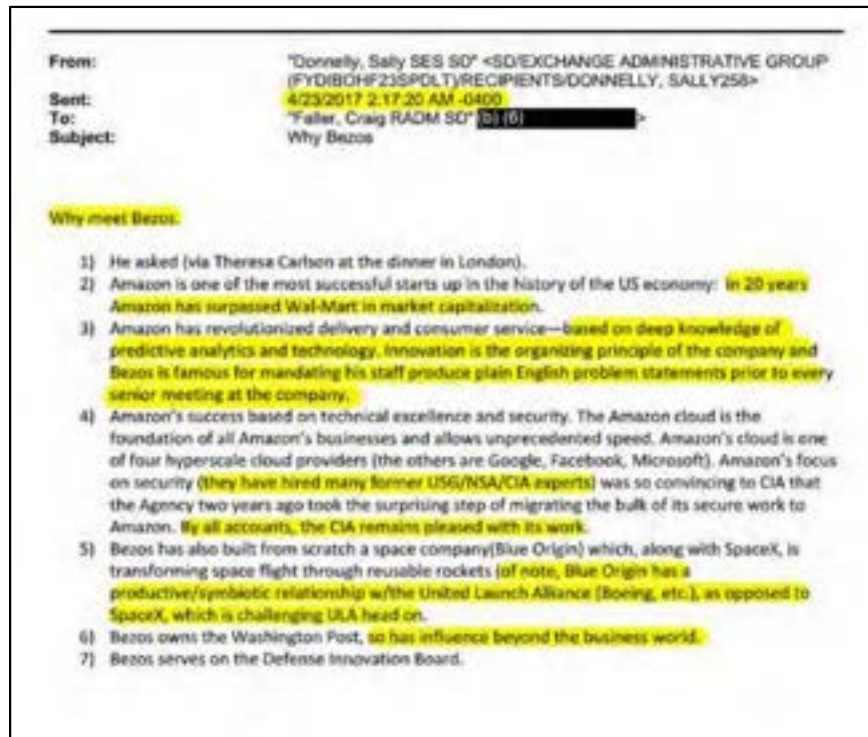 From: "Donnelly, Sally SES SD" <SD/EXCHANGE ADMINISTRATIVE GROUP
(FYDIBOHF23SPDLT)/RECIPIENTS/DONNELLY, SALLY258>
Sent: 4/23/2017 2:17:20 AM -0400
To: "Faller, Craig RADM SD" (b) (6) >
Subject: Why Bezos
Why meet Bezos.
1) He asked (via Theresa Carlson at the dinner in London).
2) Amazon is one of the most successful starts up in the history of the US economy: In 20 years
Amazon has surpassed Wal-Mart in market capitalization.
3) Amazon has revolutionized delivery and consumer service—based on deep knowledge of
predictive analytics and technology. Innovation is the organizing principle of the company and
Bezos is famous for mandating his staff produce plain English problem statements prior to every
senior meeting at the company.
4) Amazon's success based on technical excellence and security. The Amazon cloud is the
foundation of all Amazon's businesses and allows unprecedented speed. Amazon's cloud is one
of four hyperscale cloud providers (the others are Google, Facebook, Microsoft). Amazon's focus
on security (they have hired many former USG/NSA/CIA experts) was so convincing to CIA that
the Agency two years ago took the surprising step of migrating the bulk of its secure work to
Amazon. By all accounts, the CIA remains pleased with its work.
5) Bezos has also built from scratch a space company(Blue Origin) which, along with SpaceX, is
transforming space flight through reusable rockets (of note, Blue Origin has a
productive/symbiotic relationship w/the United Launch Alliance (Boeing, etc.), as opposed to
SpaceX, which is challenging ULA head on.
6) Bezos owns the Washington Post, so has influence beyond the business world.
7) Bezos serves on the Defense Innovation Board.